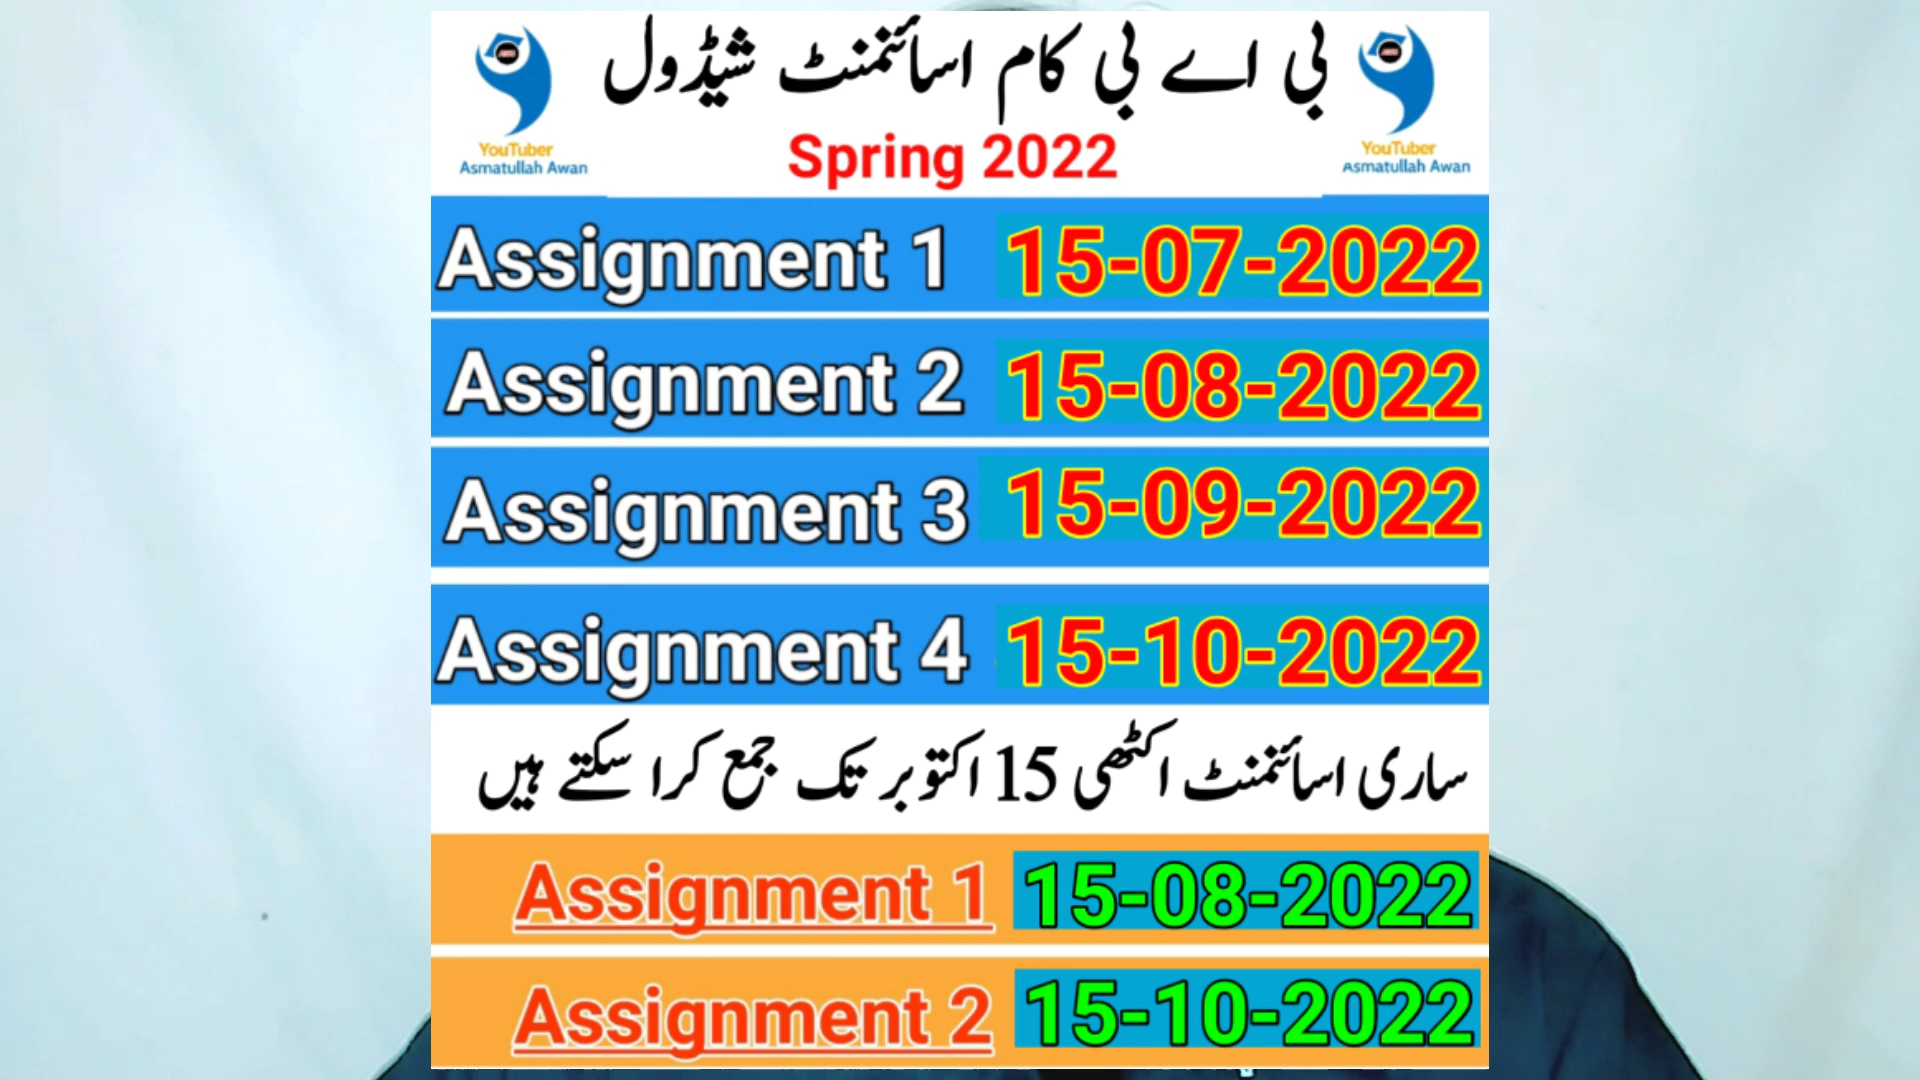 بی اے بی کام اسائنمنٹ شیڈول
YouTuber
Asmatullah Awan
Spring 2022
YouTuber
Asmatullah Awan
Assignment 1 15-07-2022
Assignment 2 15-08-2022
Assignment 3 15-09-2022
Assignment 4 15-10-2022
ساری اسائنمنٹ اکٹھی 15 اکتوبر تک جمع کرا سکتے ہیں
Assignment 1 15-08-2022
Assignment 2 15-10-2022